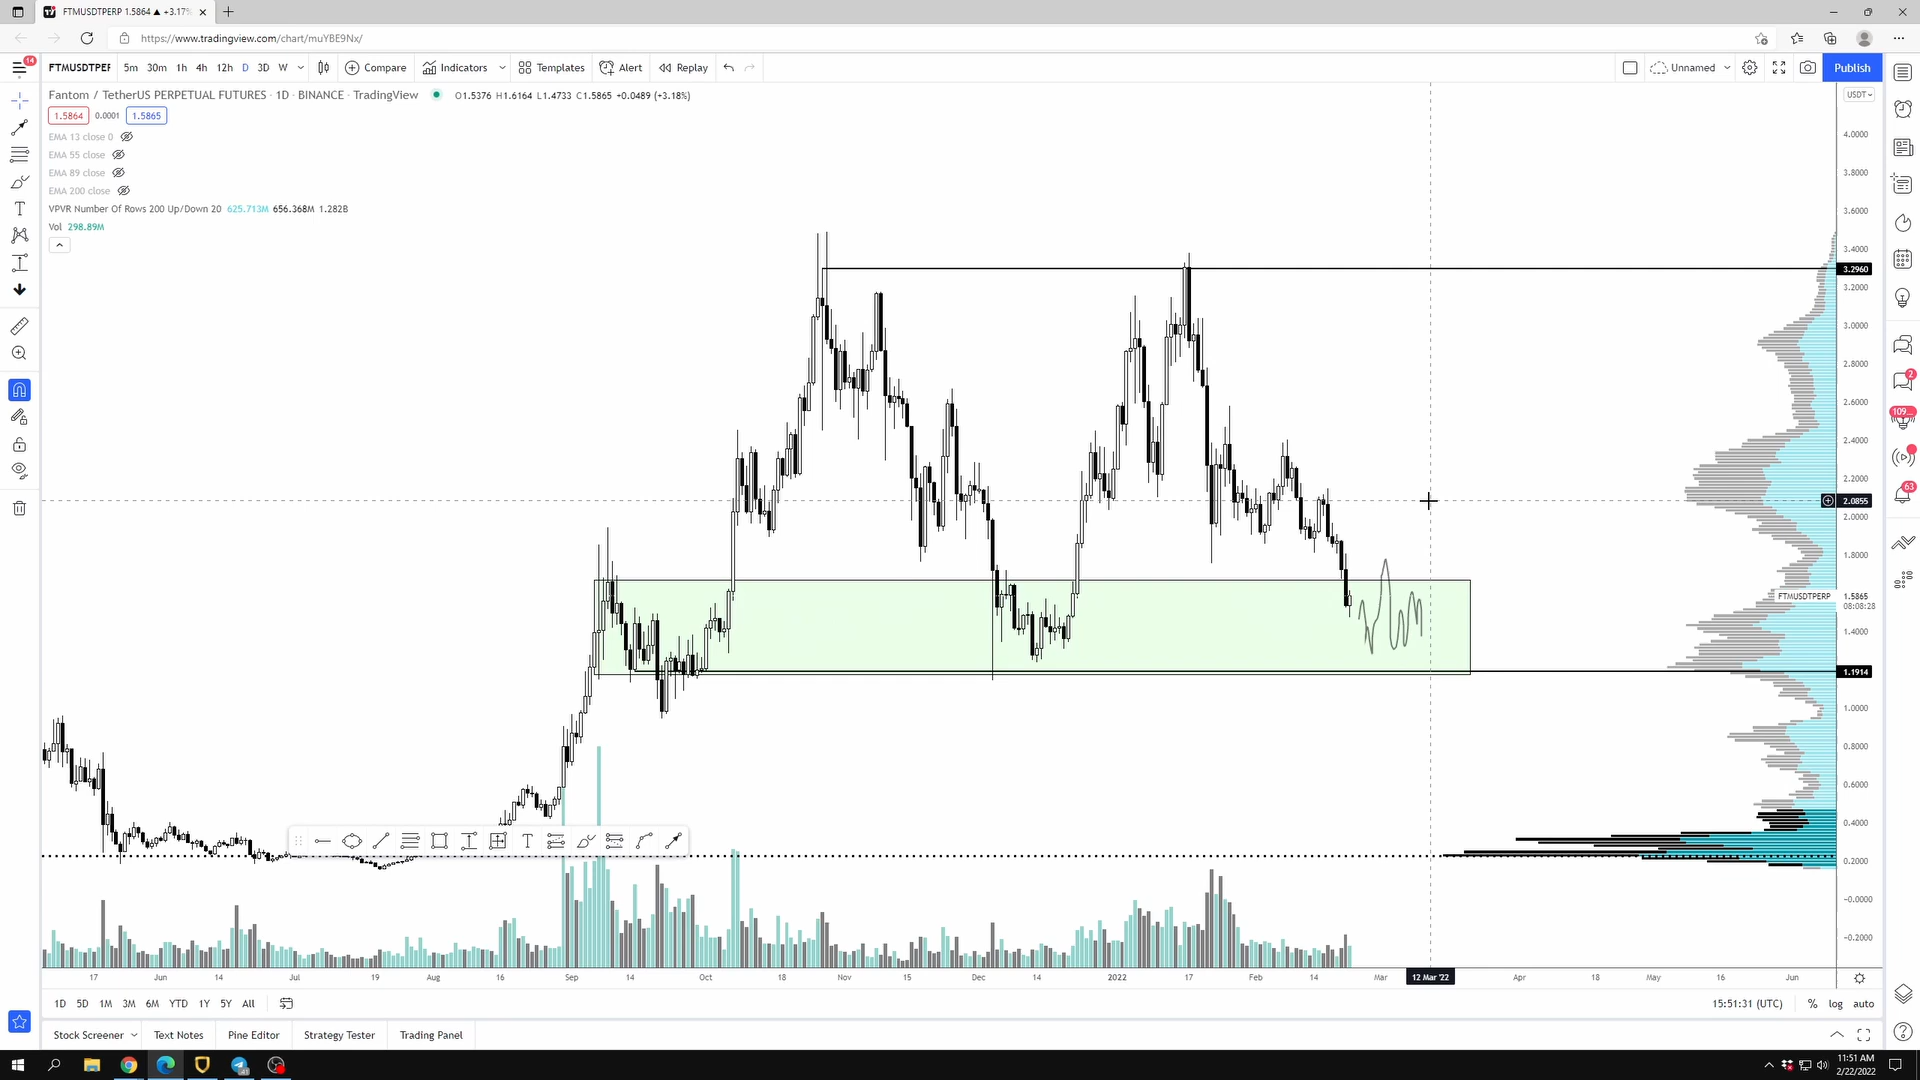 FTMUSDTPERP 1.5864 ▲ +3.17%
https://www.tradingview.com/chart/muYBE9Nx/
14
FTMUSDTPEF 5m 30m 1h 4h 12h D 3D W Compare Indicators Templates Alert Replay Unnamed Publish
Fantom / TetherUS PERPETUAL FUTURES · 1D · BINANCE · TradingView O1.5376 H1.6164 L1.4733 C1.5865 +0.0489 (+3.18%)
USDT
1.5864 0.0001 1.5865
EMA 13 close 0
EMA 55 close
EMA 89 close
EMA 200 close
VPVR Number Of Rows 200 Up/Down 20 625.713M 656.368M 1.282B
Vol 298.89M
4.0000
3.8000
3.6000
3.4000
3.2960
3.2000
3.0000
2.8000
2.6000
2.4000
2.2000
2.0855
2.0000
1.8000
FTMUSDTPERP 1.5865
08:08:28
1.4000
1.1914
1.0000
0.8000
0.6000
0.4000
0.2000
−0.0000
−0.2000
2
109...
63
17 Jun 14 Jul 19 Aug 16 Sep 14 Oct 18 Nov 15 Dec 14 2022 17 Feb 14 Mar 12 Mar '22 Apr 18 May 16 Jun
1D 5D 1M 3M 6M YTD 1Y 5Y All 15:51:31 (UTC) % log auto
Stock Screener Text Notes Pine Editor Strategy Tester Trading Panel
11:51 AM
2/22/2022